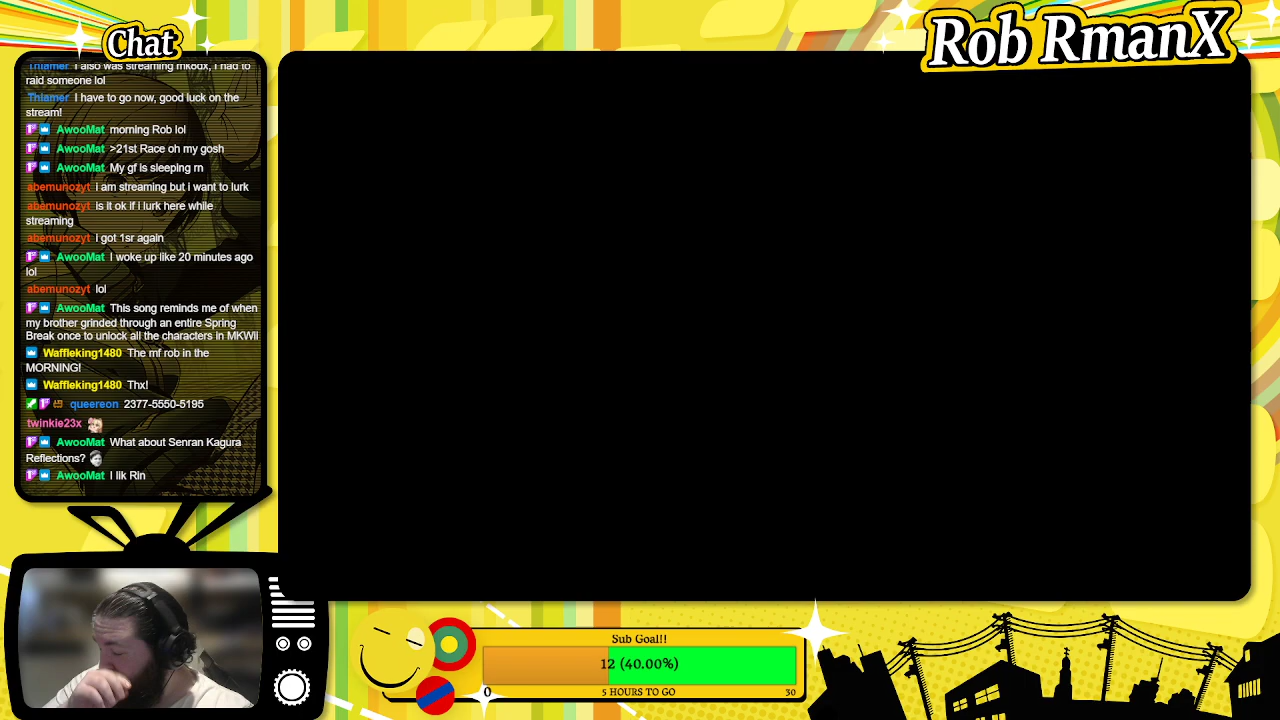 Chat
Rob RmanX
Thiamer I also was streaming mk8dx, I had to
raid someone lol
Thiamer I have to go now, good luck on the
stream!
AwooMat morning Rob lol
AwooMat >21st Race oh my gosh
AwooMat My gf is sleeping rn
abemunozyt i am streaming but i want to lurk
abemunozyt is it ok if i lurk here while
streaming
abemunozyt i got 1sr again
AwooMat I woke up like 20 minutes ago
lol
abemunozyt lol
AwooMat This song reminds me of when
my brother grinded through an entire Spring
Break once to unlock all the characters in MKWii
Waffleking1480 The mf rob in the
MORNING!
Waffleking1480 Thx!
queereon 2377-5550-5195
twinkie23x
AwooMat What about Senran Kagura
Reflections?
AwooMat I lik Rin
Sub Goal!!
12 (40.00%)
0 5 HOURS TO GO 30